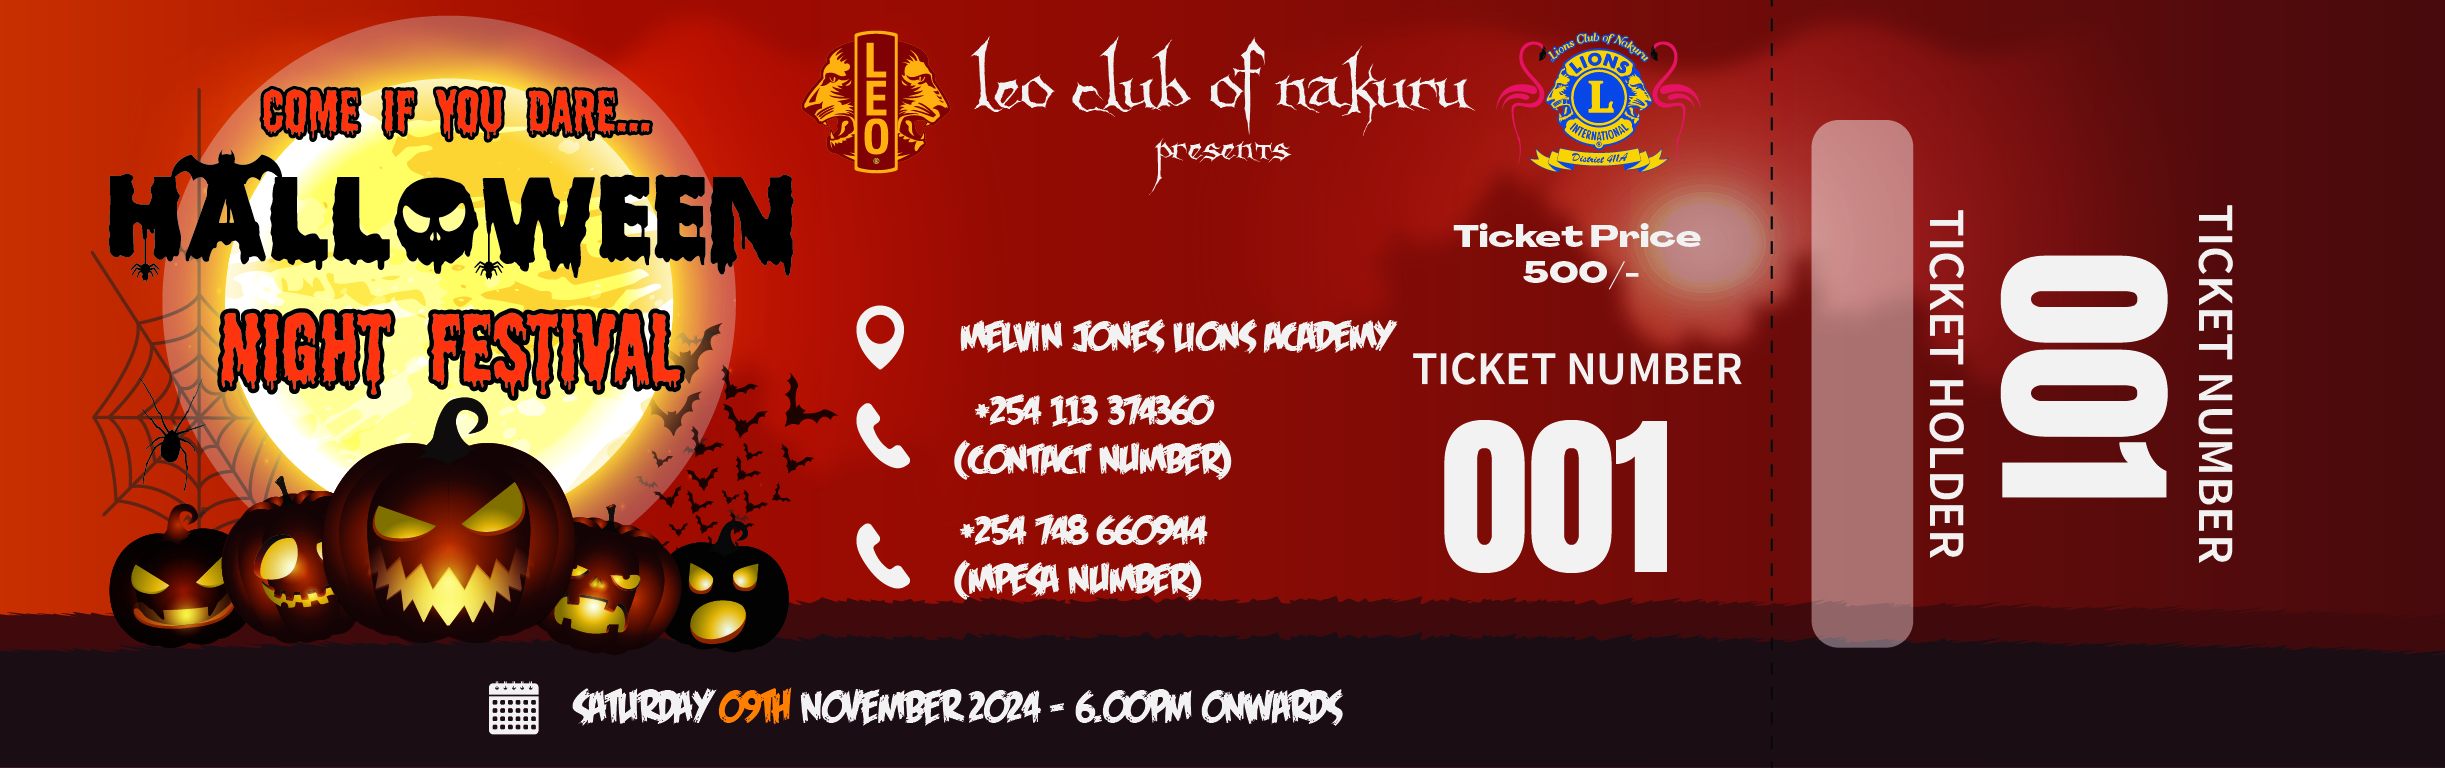 COME IF YOU DARE...
HALLOWEEN
NIGHT FESTIVAL
LEO
®
leo club of nakuru
presents
Lions Club of Nakuru
LIONS
L
INTERNATIONAL
®
District 411A
Ticket Price
500/-
MELVIN JONES LIONS ACADEMY
+254 113 374360
(CONTACT NUMBER)
+254 748 660944
(MPESA NUMBER)
TICKET NUMBER
001
SATURDAY 09TH NOVEMBER 2024 - 6.00PM ONWARDS
TICKET HOLDER
001
TICKET NUMBER